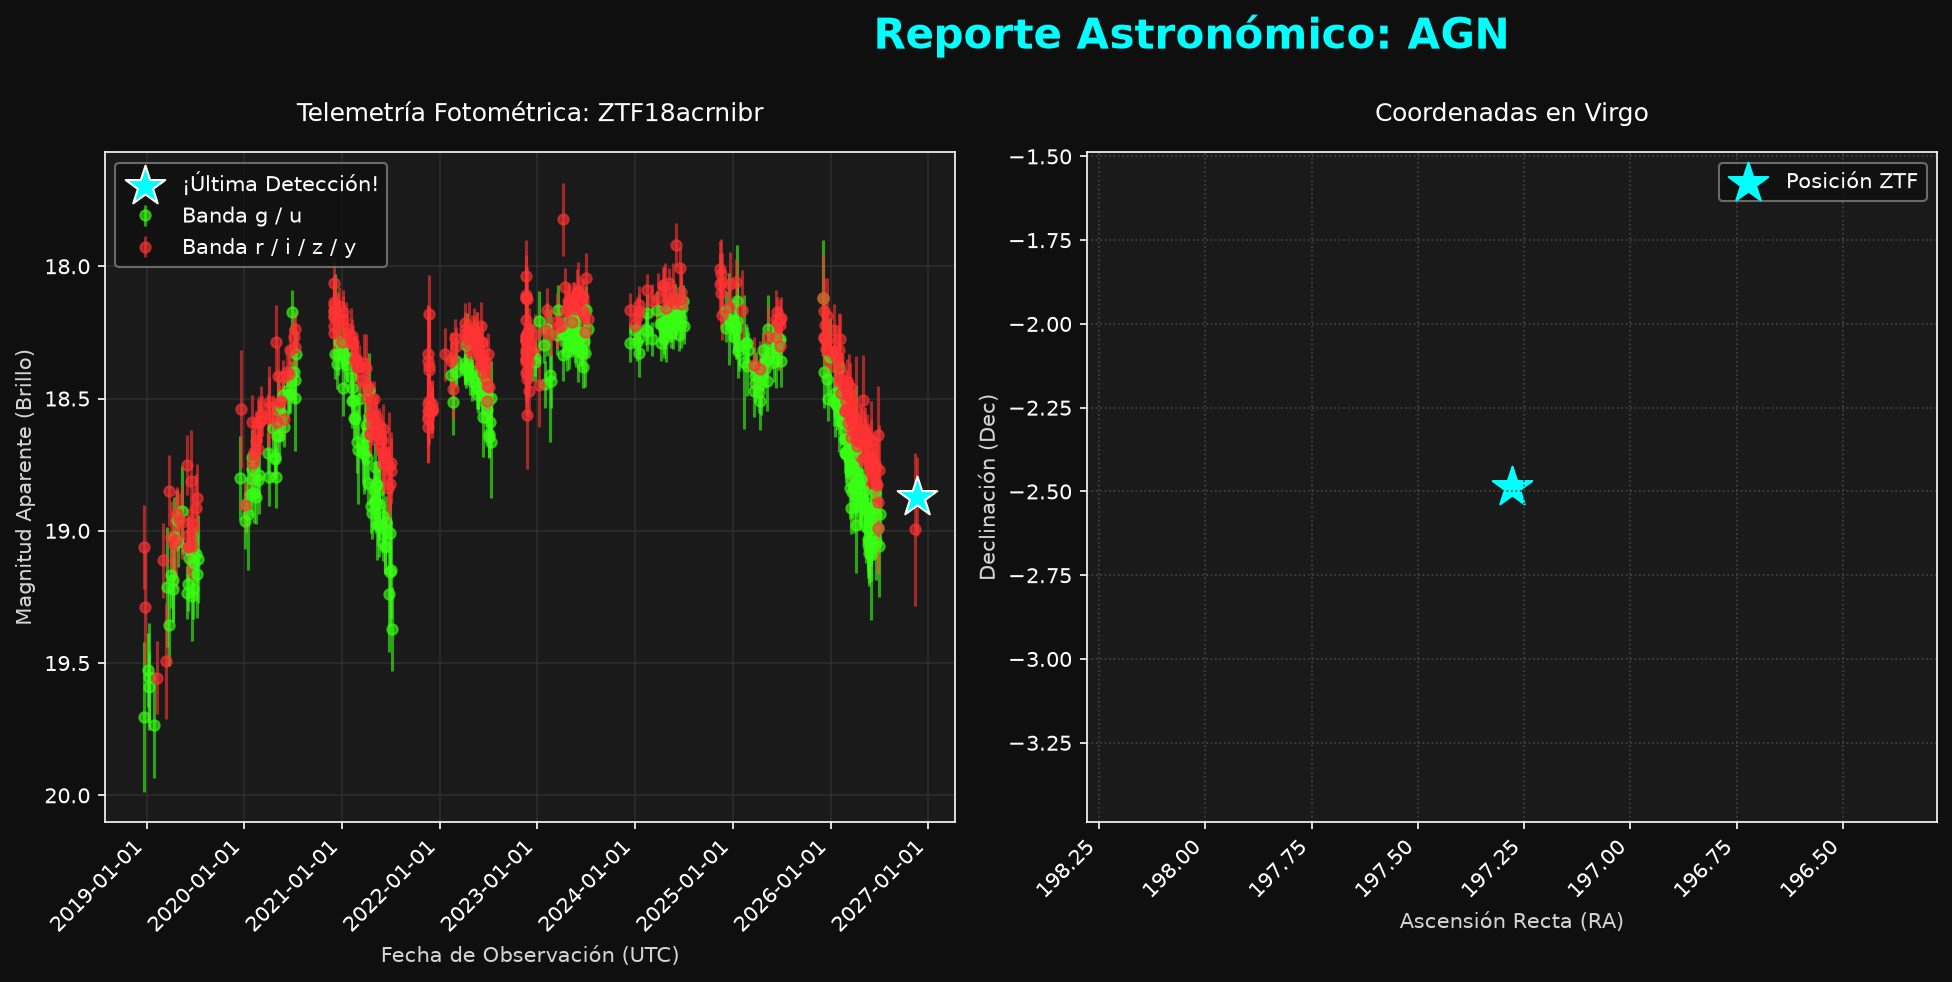 Reporte Astronómico: AGN
Telemetría Fotométrica: ZTF18acrnibr
¡Última Detección!
Banda g / u
Banda r / i / z / y
Magnitud Aparente (Brillo)
18.0
18.5
19.0
19.5
20.0
2019-01-01
2020-01-01
2021-01-01
2022-01-01
2023-01-01
2024-01-01
2025-01-01
2026-01-01
2027-01-01
Fecha de Observación (UTC)
Coordenadas en Virgo
Posición ZTF
Declinación (Dec)
−1.50
−1.75
−2.00
−2.25
−2.50
−2.75
−3.00
−3.25
198.25
198.00
197.75
197.50
197.25
197.00
196.75
196.50
Ascensión Recta (RA)